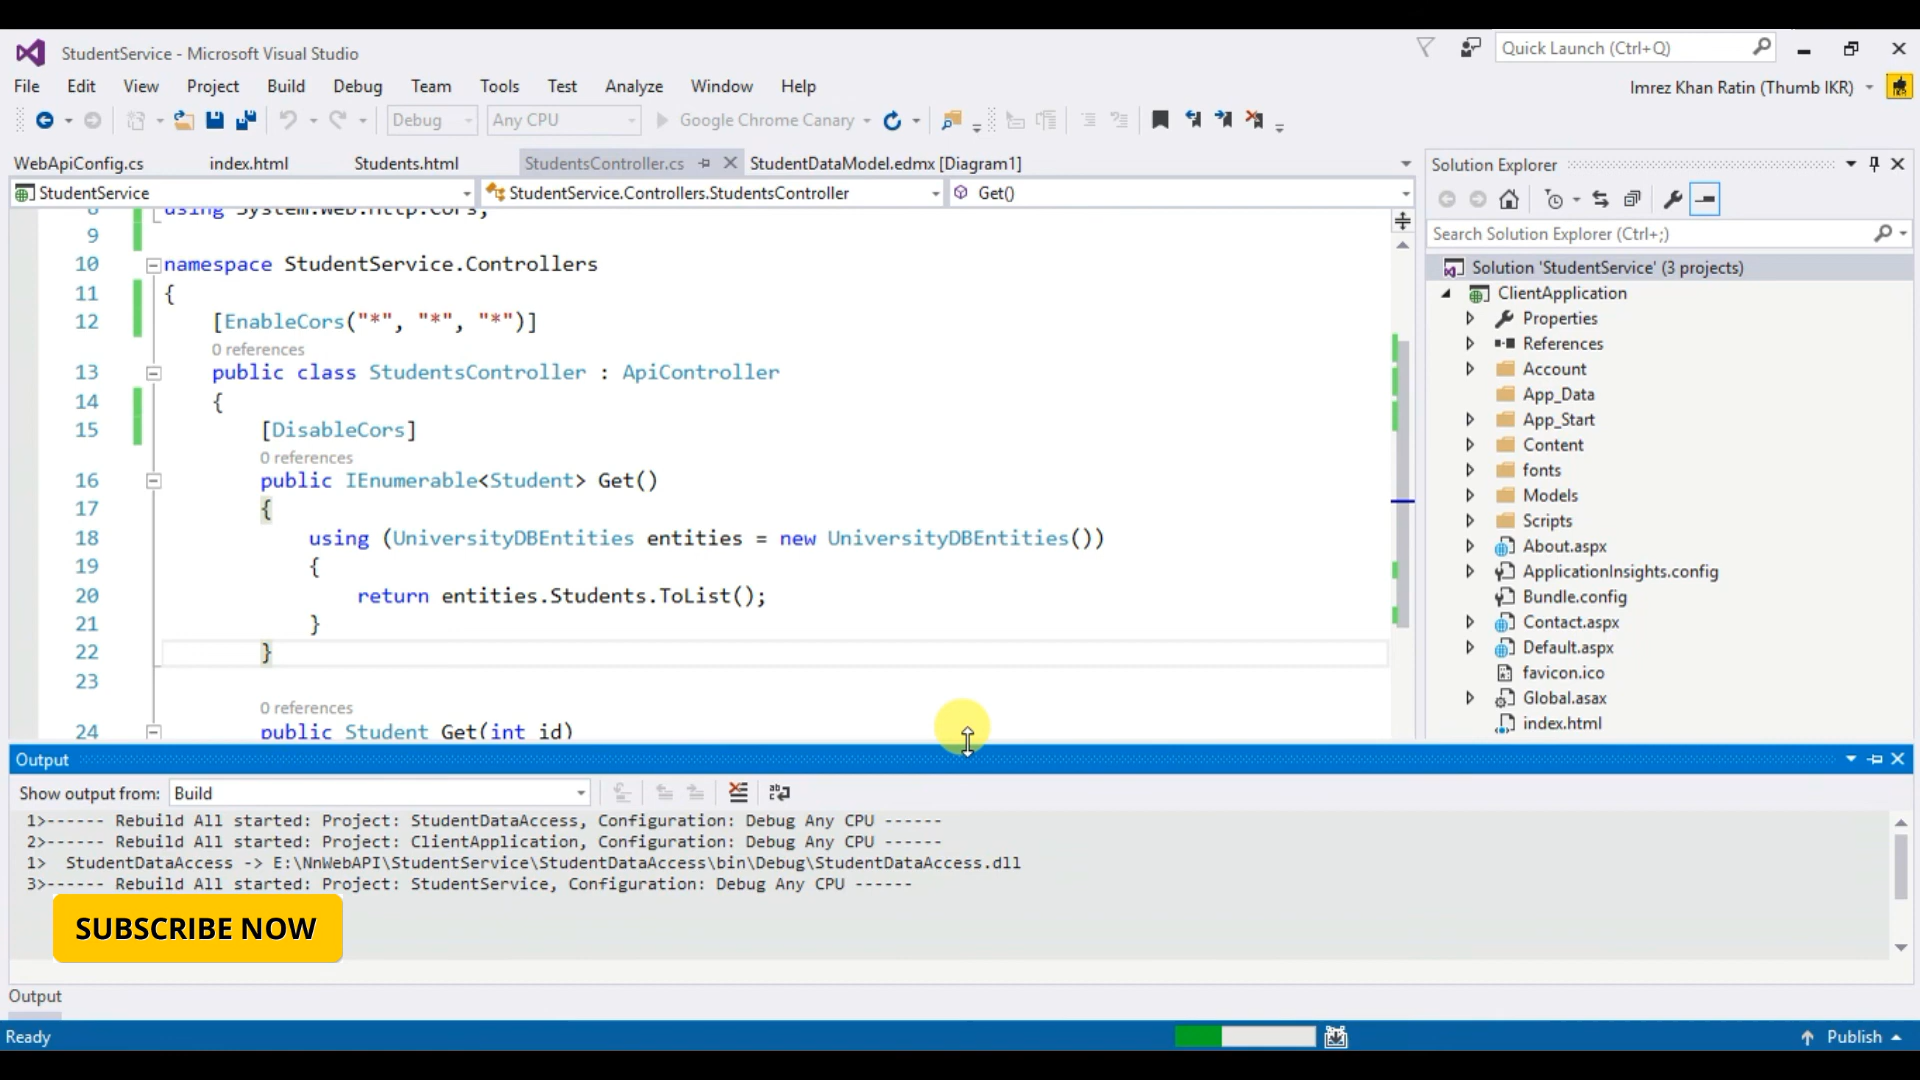 StudentService - Microsoft Visual Studio
Quick Launch (Ctrl+Q)
File Edit View Project Build Debug Team Tools Test Analyze Window Help
Imrez Khan Ratin (Thumb IKR)
Debug Any CPU Google Chrome Canary
WebApiConfig.cs index.html Students.html StudentsController.cs StudentDataModel.edmx [Diagram1]
StudentService StudentService.Controllers.StudentsController Get()
8 using System.Web.Http.Cors;
9
10 namespace StudentService.Controllers
11 {
12 [EnableCors("*", "*", "*")]
0 references
13 public class StudentsController : ApiController
14 {
15 [DisableCors]
0 references
16 public IEnumerable<Student> Get()
17 {
18 using (UniversityDBEntities entities = new UniversityDBEntities())
19 {
20 return entities.Students.ToList();
21 }
22 }
23
0 references
24 public Student Get(int id)
Solution Explorer
Search Solution Explorer (Ctrl+;)
Solution 'StudentService' (3 projects)
ClientApplication
Properties
References
Account
App_Data
App_Start
Content
fonts
Models
Scripts
About.aspx
ApplicationInsights.config
Bundle.config
Contact.aspx
Default.aspx
favicon.ico
Global.asax
index.html
Output
Show output from: Build
1>------ Rebuild All started: Project: StudentDataAccess, Configuration: Debug Any CPU ------
2>------ Rebuild All started: Project: ClientApplication, Configuration: Debug Any CPU ------
1>  StudentDataAccess -> E:\NnWebAPI\StudentService\StudentDataAccess\bin\Debug\StudentDataAccess.dll
3>------ Rebuild All started: Project: StudentService, Configuration: Debug Any CPU ------
SUBSCRIBE NOW
Output
Ready
Publish